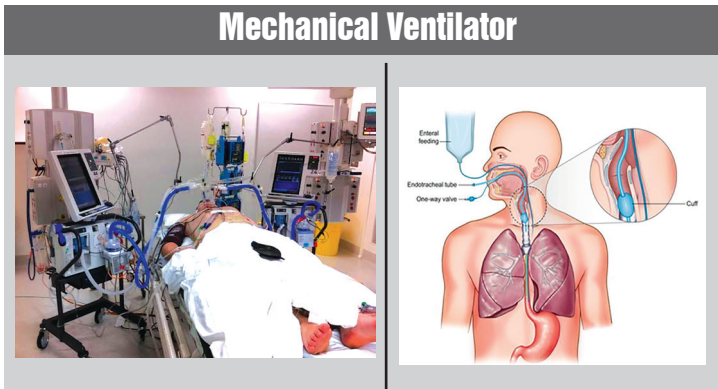 Mechanical Ventilator
Enteral
feeding
Endotracheal tube
One-way valve
Cuff